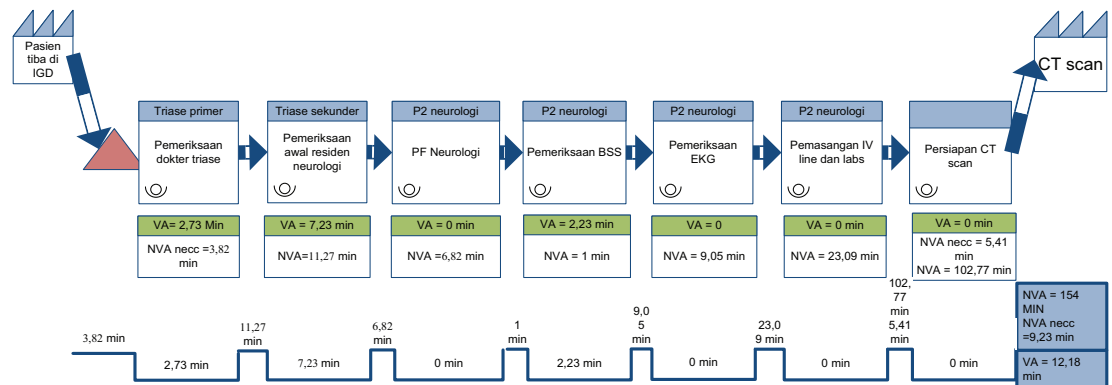 Pasien
tiba di
IGD
CT scan
Triase primer
Pemeriksaan
dokter triase
Triase sekunder
Pemeriksaan
awal residen
neurologi
P2 neurologi
PF Neurologi
P2 neurologi
Pemeriksaan BSS
P2 neurologi
Pemeriksaan
EKG
P2 neurologi
Pemasangan IV
line dan labs
Persiapan CT
scan
VA= 2,73 Min
NVA necc =3,82
min
VA = 7,23 min
NVA=11,27 min
VA = 0 min
NVA =6,82 min
VA = 2,23 min
NVA = 1 min
VA = 0
NVA = 9,05 min
VA = 0 min
NVA = 23,09 min
VA = 0 min
NVA necc = 5,41
min
NVA = 102,77 min
3,82 min
2,73 min
11,27
min
7,23 min
6,82
min
0 min
1
min
2,23 min
9,0
5
min
0 min
23,0
9 min
0 min
102,
77
min
5,41
min
0 min
NVA = 154
MIN
NVA necc
=9,23 min
VA = 12,18
min